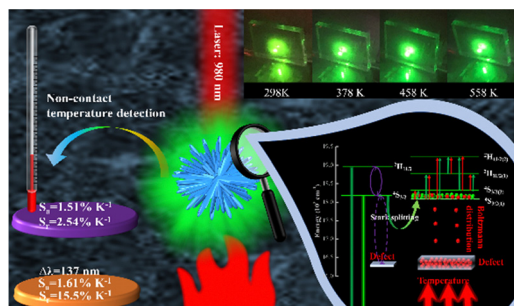 Laser: 980 nm
298K
378 K
458 K
558 K
Non-contact
temperature detection
Sₐ=1.51% K⁻¹
Sᵣ=2.54% K⁻¹
Δλ=137 nm
Sₐ=1.61% K⁻¹
Sᵣ=15.5% K⁻¹
Energy (10³ cm⁻¹)
Stark splitting
Boltzmann
distribution
Defect
Defect
Temperature